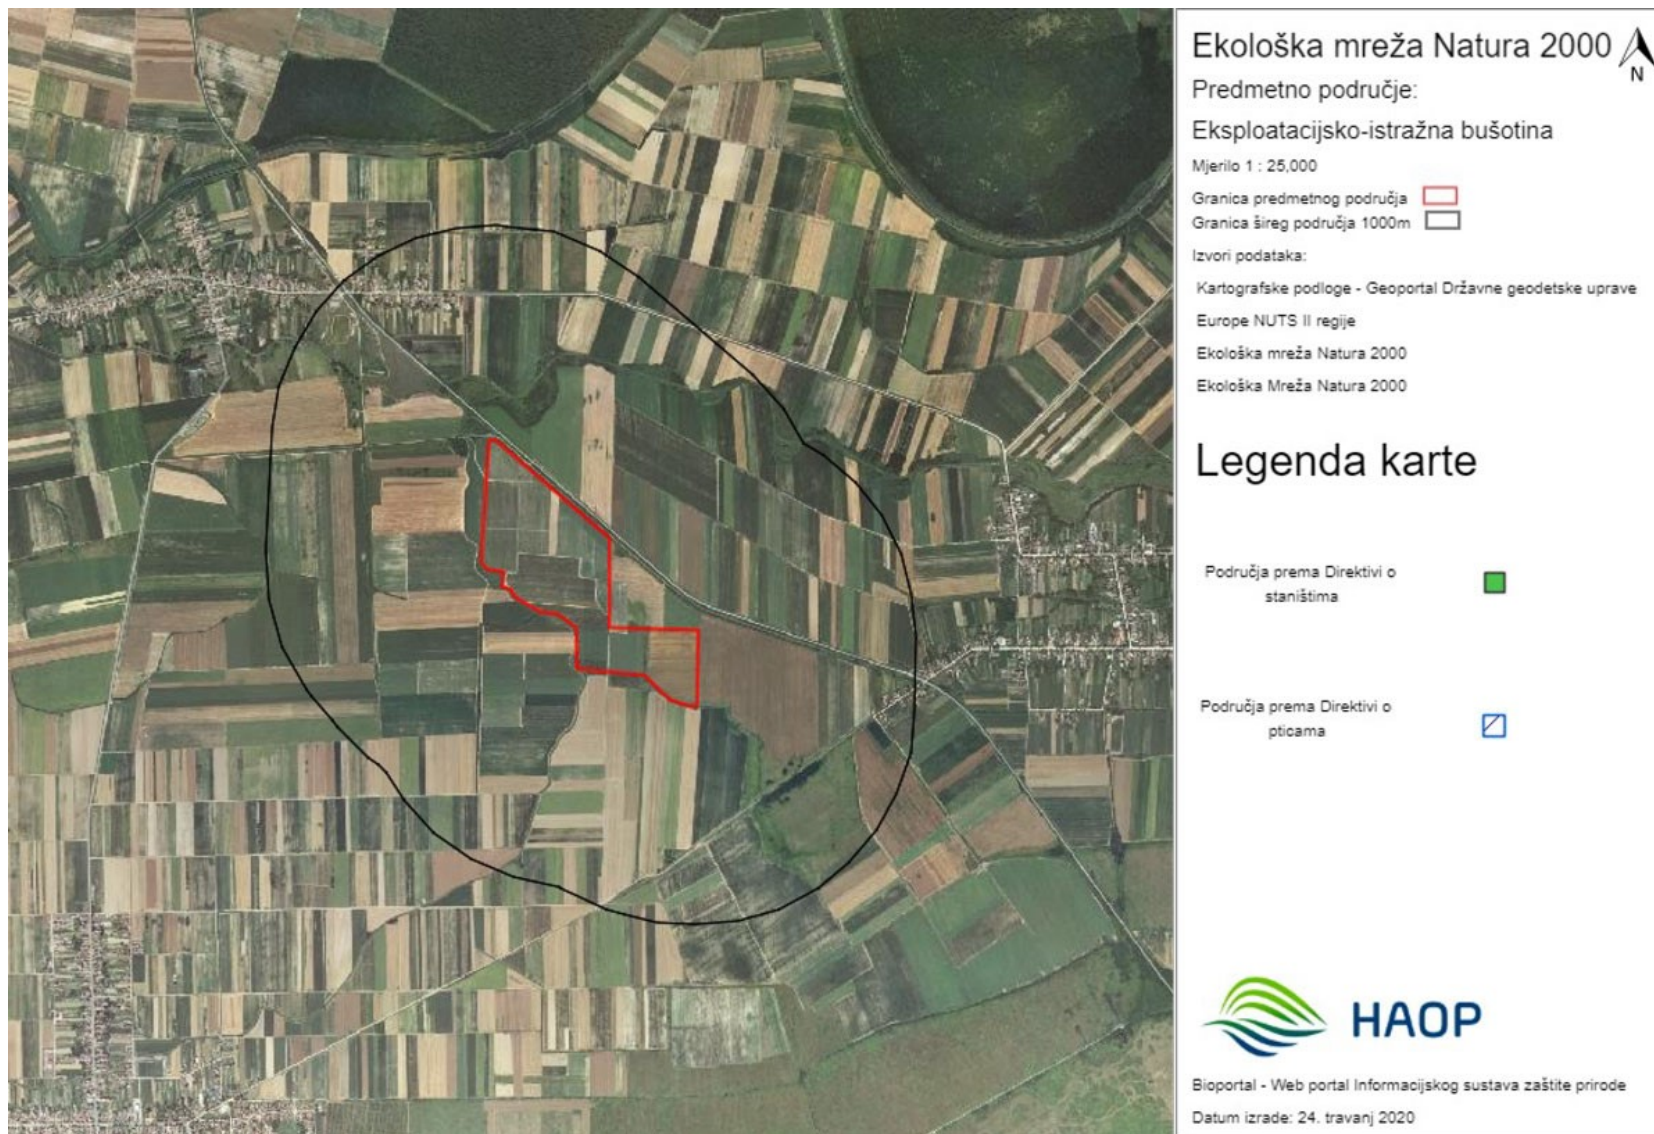 Ekološka mreža Natura 2000
N
Predmetno područje:
Eksploatacijsko-istražna bušotina
Mjerilo 1 : 25,000
Granica predmetnog područja
Granica šireg područja 1000m
Izvori podataka:
Kartografske podloge - Geoportal Državne geodetske uprave
Europe NUTS II regije
Ekološka mreža Natura 2000
Ekološka Mreža Natura 2000
Legenda karte
Područja prema Direktivi o
staništima
Područja prema Direktivi o
pticama
HAOP
Bioportal - Web portal Informacijskog sustava zaštite prirode
Datum izrade: 24. travanj 2020